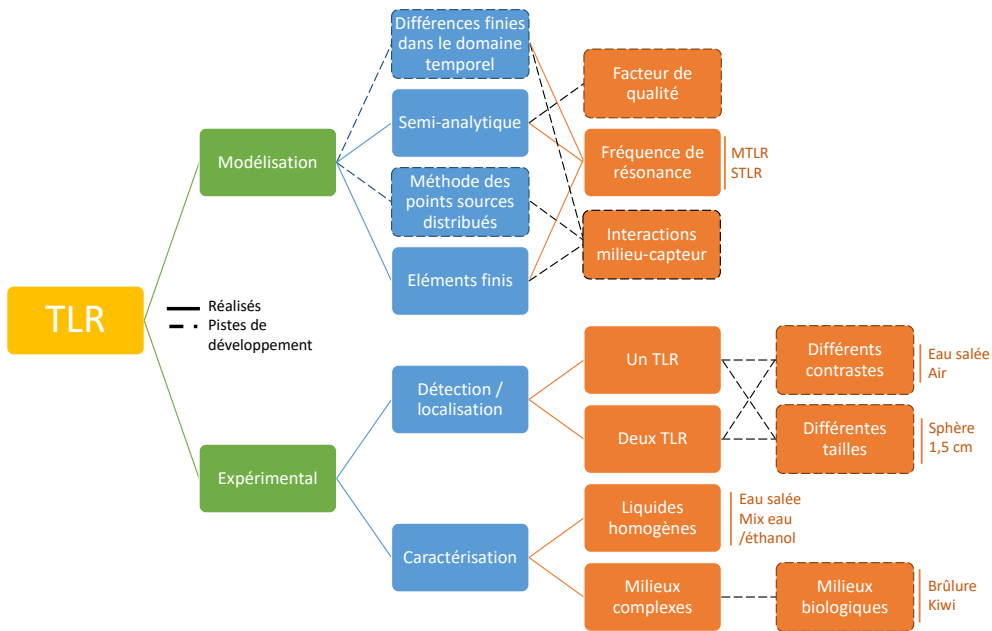 TLR
Réalisés
Pistes de
développement
Modélisation
Différences finies
dans le domaine
temporel
Semi-analytique
Méthode des
points sources
distribués
Eléments finis
Facteur de
qualité
Fréquence de
résonance
MTLR
STLR
Interactions
milieu-capteur
Expérimental
Détection /
localisation
Un TLR
Deux TLR
Différents
contrastes
Eau salée
Air
Différentes
tailles
Sphère
1,5 cm
Caractérisation
Liquides
homogènes
Eau salée
Mix eau
/éthanol
Milieux
complexes
Milieux
biologiques
Brûlure
Kiwi